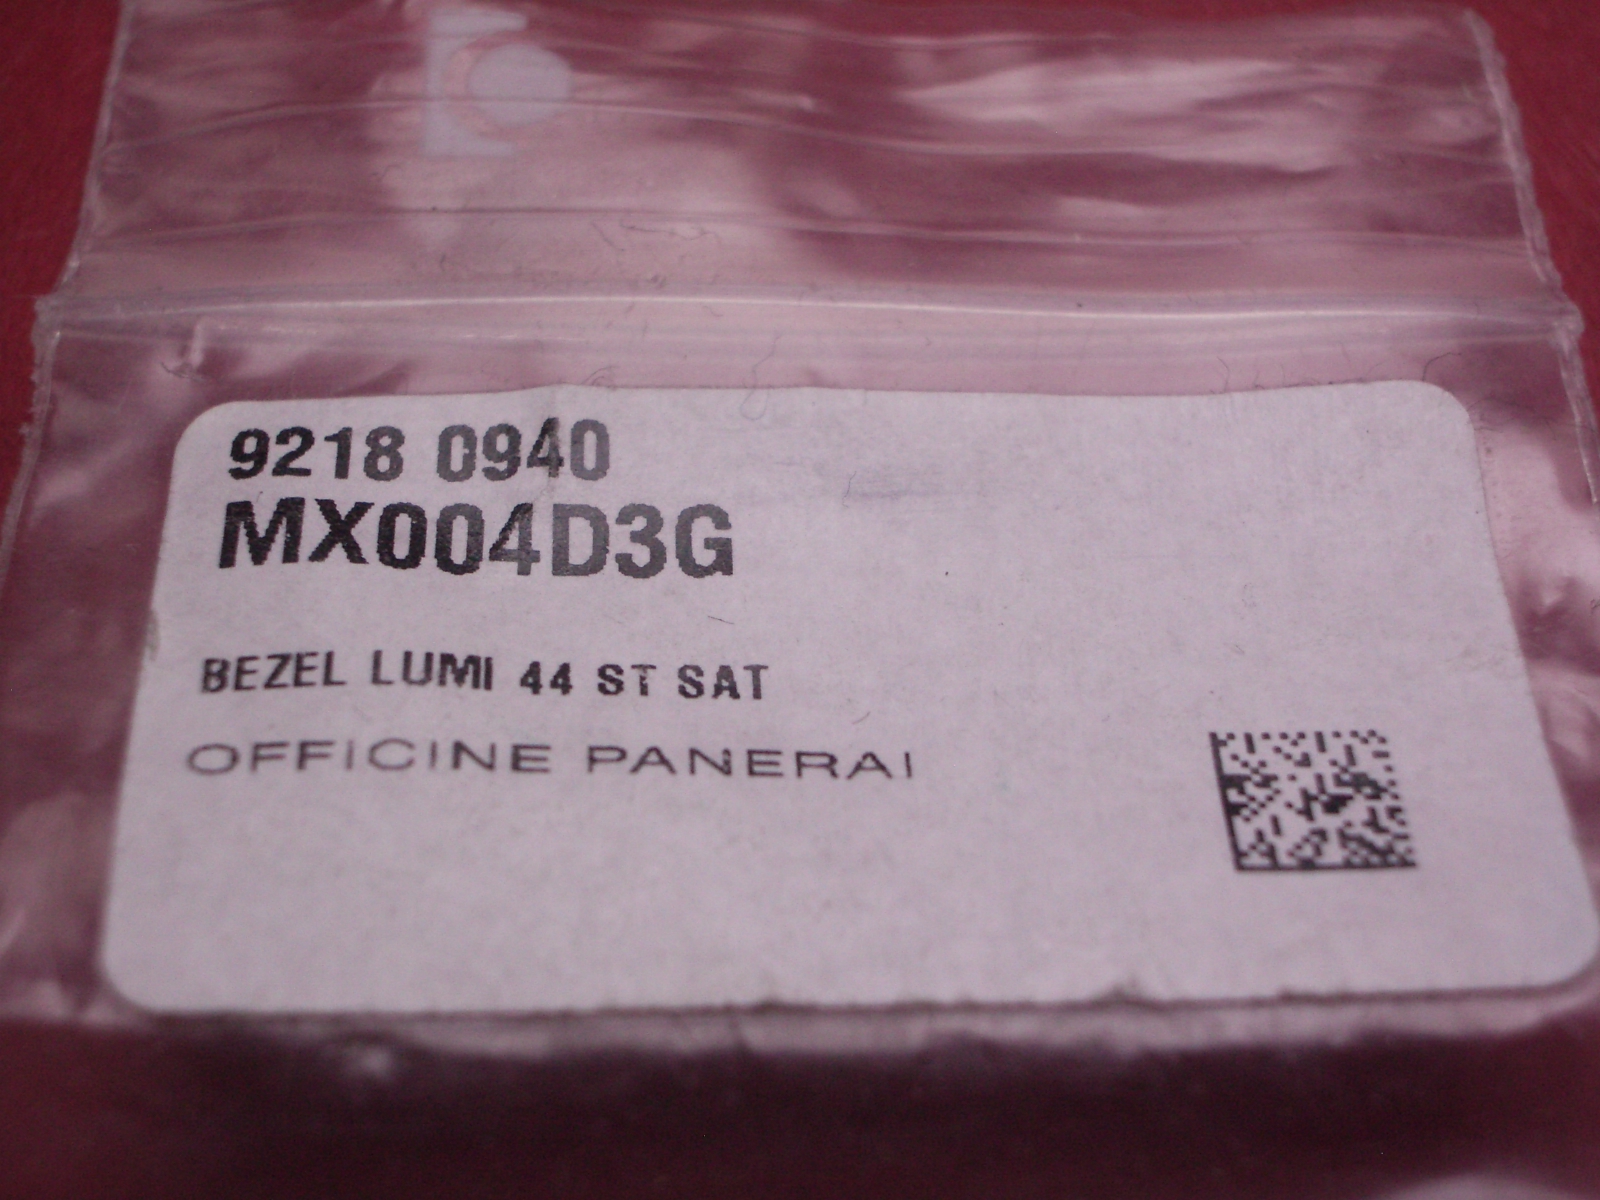 9218 0940
MX004D3G
BEZEL LUMI 44 ST SAT
OFFICINE PANERAI